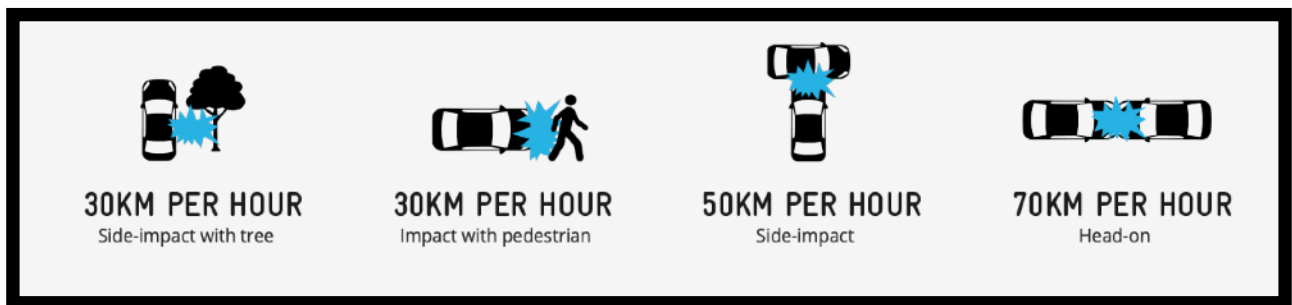 30KM PER HOUR
Side-impact with tree
30KM PER HOUR
Impact with pedestrian
50KM PER HOUR
Side-impact
70KM PER HOUR
Head-on